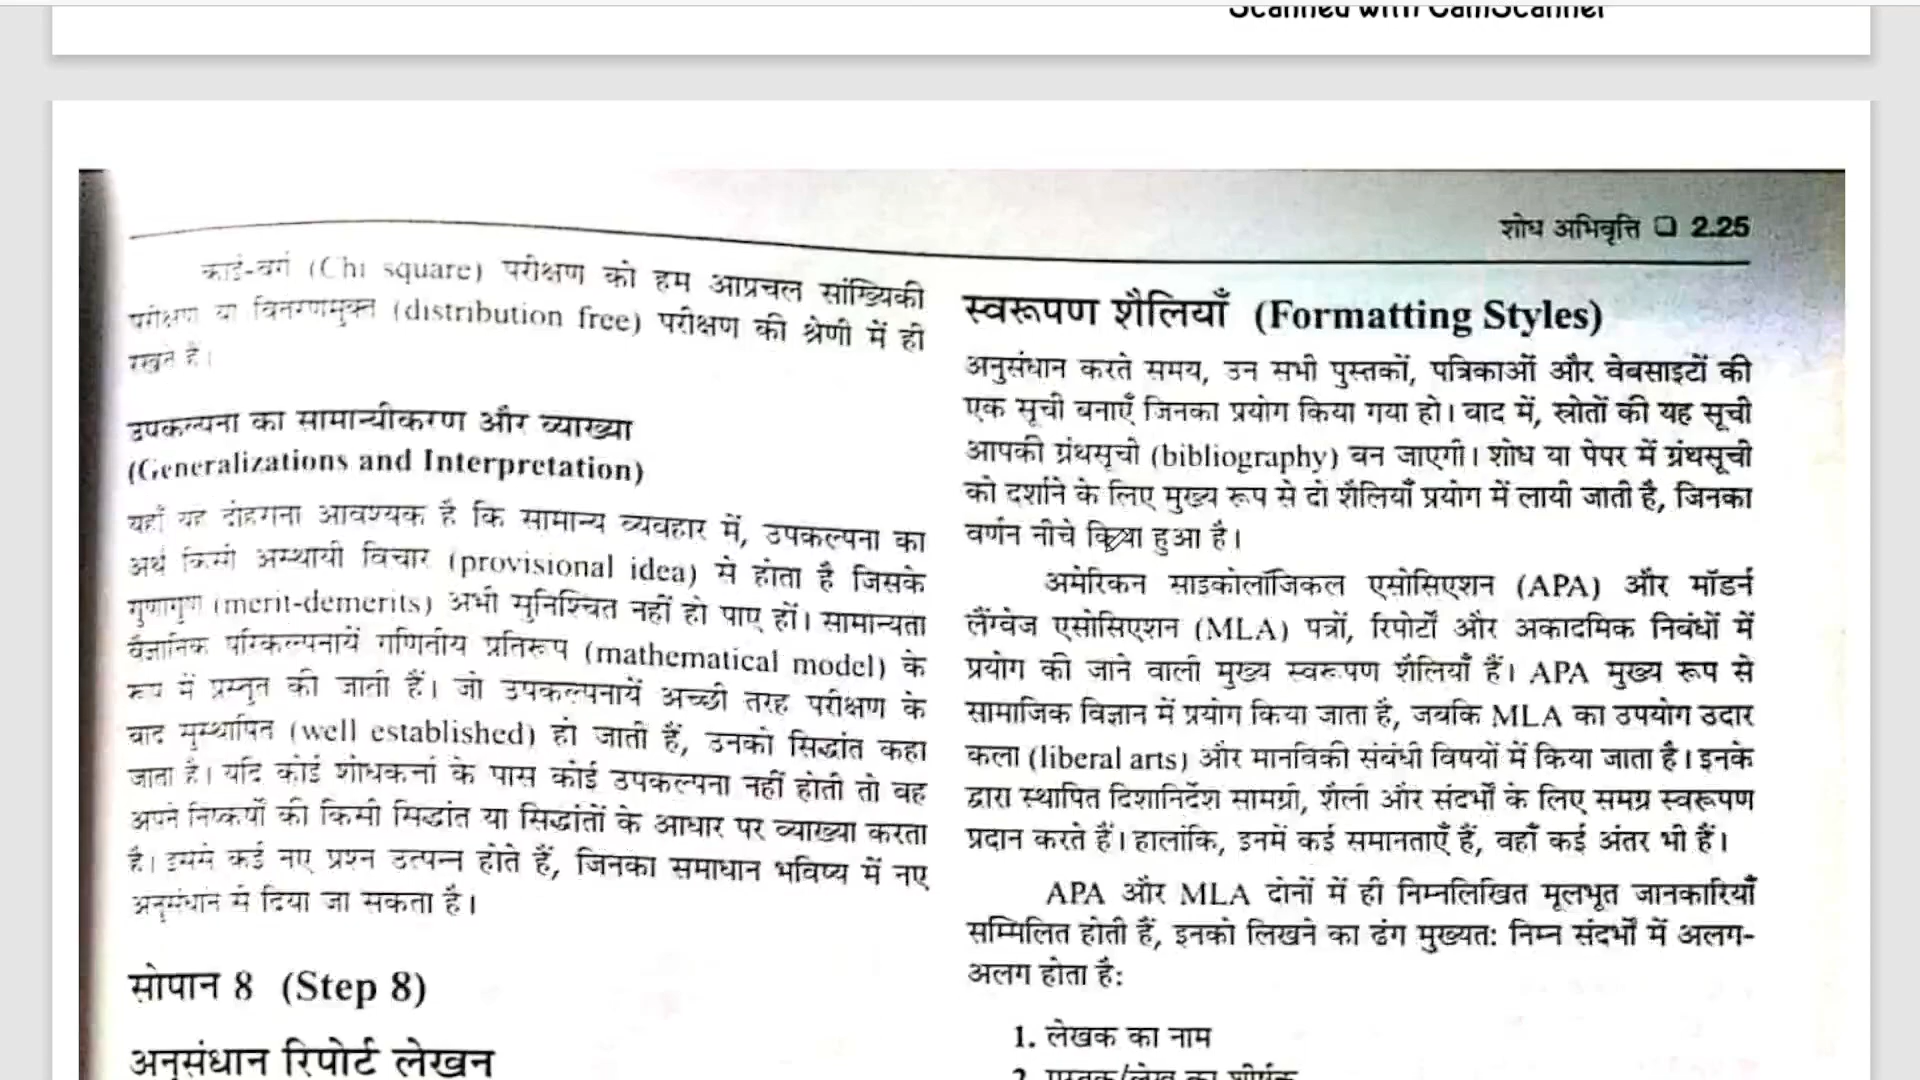 Scanned with CamScanner
शोध अभिवृत्ति ❑ 2.25
काई-वर्ग (Chi square) परीक्षण को हम आप्रचल सांख्यिकी
परीक्षण या वितरणमुक्त (distribution free) परीक्षण की श्रेणी में ही
रखते हैं।
उपकल्पना का सामान्यीकरण और व्याख्या
(Generalizations and Interpretation)
यहाँ यह दोहराना आवश्यक है कि सामान्य व्यवहार में, उपकल्पना का
अर्थ किसी अस्थायी विचार (provisional idea) से होता है जिसके
गुणागुण (merit-demerits) अभी सुनिश्चित नहीं हो पाए हों। सामान्यता
वैज्ञानिक परिकल्पनायें गणितीय प्रतिरूप (mathematical model) के
रूप में प्रस्तुत की जाती हैं। जो उपकल्पनायें अच्छी तरह परीक्षण के
बाद सुस्थापित (well established) हो जाती हैं, उनको सिद्धांत कहा
जाता है। यदि कोई शोधकर्त्ता के पास कोई उपकल्पना नहीं होती तो वह
अपने निष्कर्षों की किसी सिद्धांत या सिद्धांतों के आधार पर व्याख्या करता
है। इससे कई नए प्रश्न उत्पन्न होते हैं, जिनका समाधान भविष्य में नए
अनुसंधान से दिया जा सकता है।
सोपान 8 (Step 8)
अनुसंधान रिपोर्ट लेखन
स्वरूपण शैलियाँ (Formatting Styles)
अनुसंधान करते समय, उन सभी पुस्तकों, पत्रिकाओं और वेबसाइटों की
एक सूची बनाएँ जिनका प्रयोग किया गया हो। बाद में, स्रोतों की यह सूची
आपकी ग्रंथसूची (bibliography) बन जाएगी। शोध या पेपर में ग्रंथसूची
को दर्शाने के लिए मुख्य रूप से दो शैलियाँ प्रयोग में लायी जाती है, जिनका
वर्णन नीचे किया हुआ है।
अमेरिकन साइकोलॉजिकल एसोसिएशन (APA) और मॉडर्न
लैंग्वेज एसोसिएशन (MLA) पत्रों, रिपोर्टों और अकादमिक निबंधों में
प्रयोग की जाने वाली मुख्य स्वरूपण शैलियाँ हैं। APA मुख्य रूप से
सामाजिक विज्ञान में प्रयोग किया जाता है, जबकि MLA का उपयोग उदार
कला (liberal arts) और मानविकी संबंधी विषयों में किया जाता है। इनके
द्वारा स्थापित दिशानिर्देश सामग्री, शैली और संदर्भों के लिए समग्र स्वरूपण
प्रदान करते हैं। हालांकि, इनमें कई समानताएँ हैं, वहाँ कई अंतर भी हैं।
APA और MLA दोनों में ही निम्नलिखित मूलभूत जानकारियाँ
सम्मिलित होती हैं, इनको लिखने का ढंग मुख्यत: निम्न संदर्भों में अलग-
अलग होता है:
1. लेखक का नाम
2. पुस्तक/लेख का शीर्षक